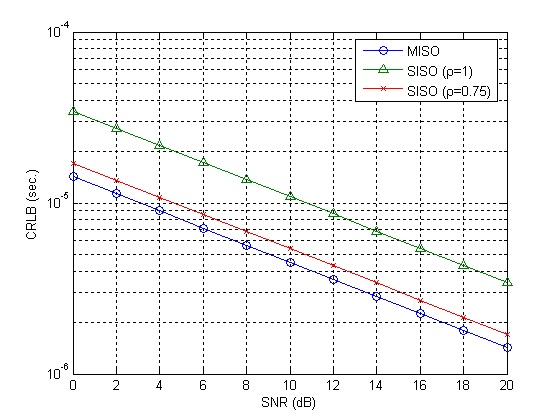 10^-4
MISO
SISO (ρ=1)
SISO (ρ=0.75)
10^-5
CRLB (sec.)
10^-6
0 2 4 6 8 10 12 14 16 18 20
SNR (dB)